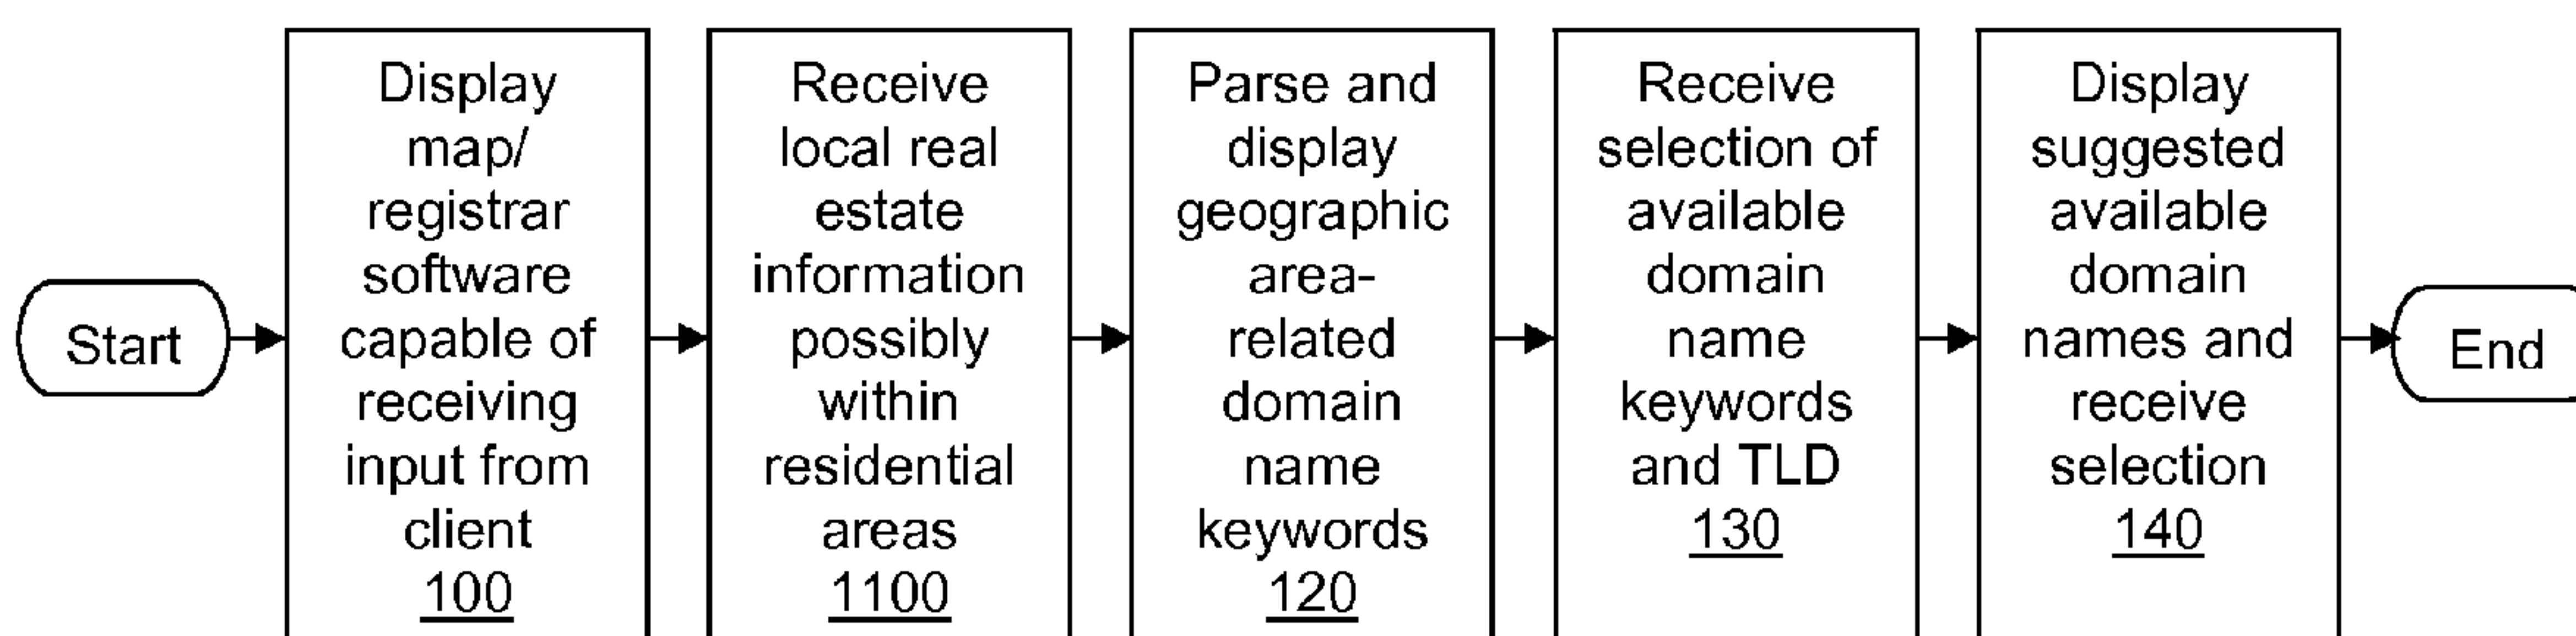 Start
Display
map/
registrar
software
capable of
receiving
input from
client
100
Receive
local real
estate
information
possibly
within
residential
areas
1100
Parse and
display
geographic
area-
related
domain
name
keywords
120
Receive
selection of
available
domain
name
keywords
and TLD
130
Display
suggested
available
domain
names and
receive
selection
140
End